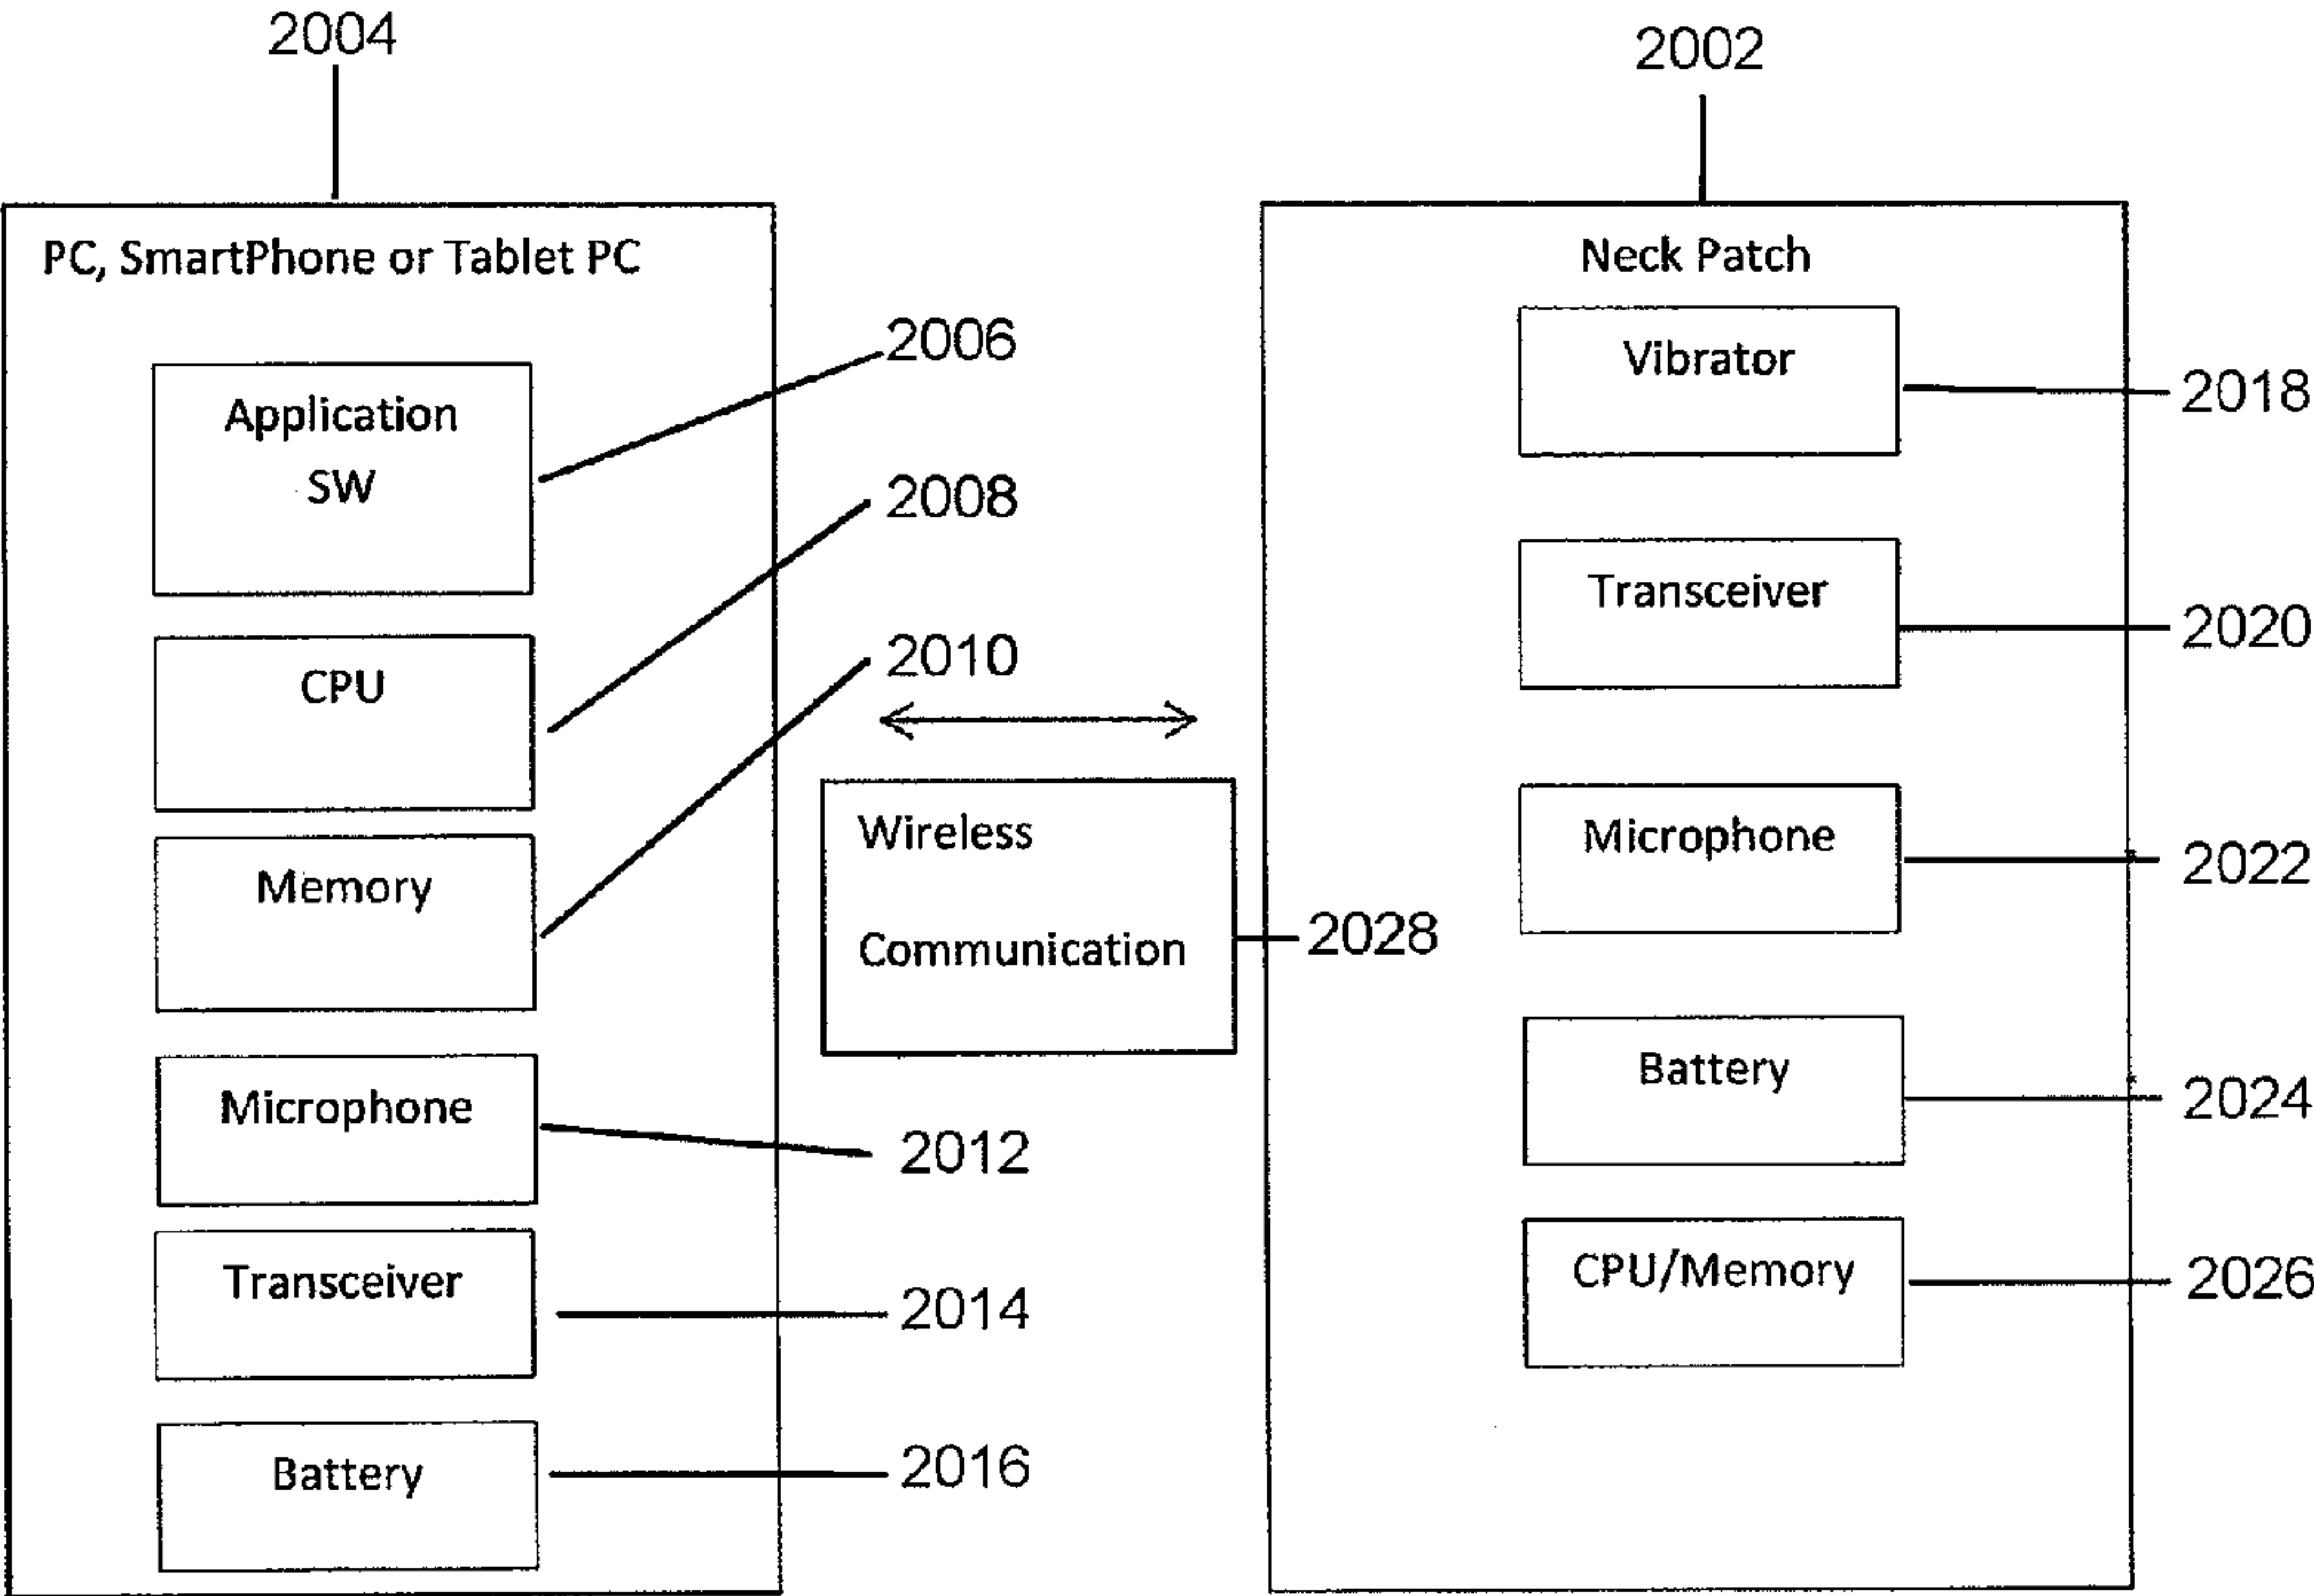 2004
2002
PC, SmartPhone or Tablet PC
Application
SW
CPU
Memory
Microphone
Transceiver
Battery
2006
2008
2010
2012
2014
2016
Wireless
Communication
2028
Neck Patch
Vibrator
Transceiver
Microphone
Battery
CPU/Memory
2018
2020
2022
2024
2026